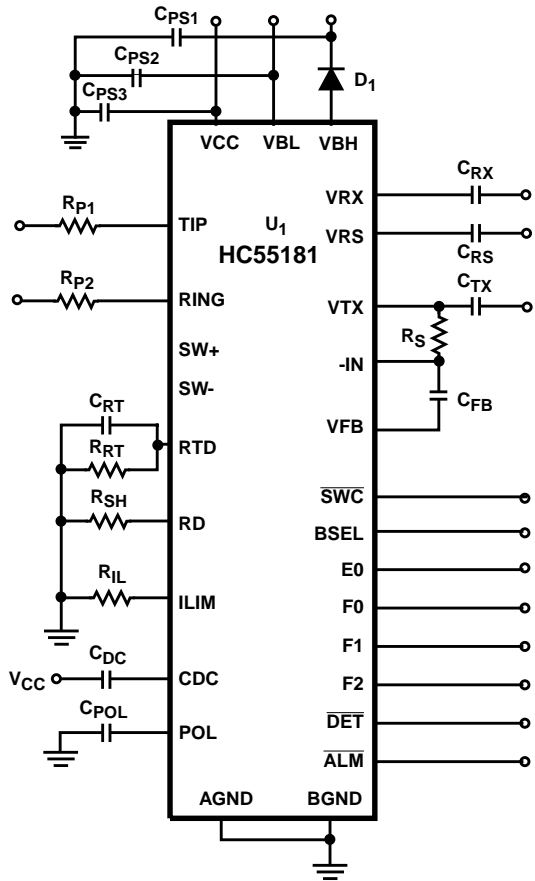 CPS1
CPS2
CPS3
D1
VCC VBL VBH
U1
HC55181
RP1
TIP
RP2
RING
SW+
SW-
CRT
RTD
RRT
RSH
RD
RIL
ILIM
VCC
CDC
CDC
CPOL
POL
AGND BGND
VRX
CRX
VRS
CRS
VTX
CTX
RS
-IN
CFB
VFB
SWC
BSEL
E0
F0
F1
F2
DET
ALM